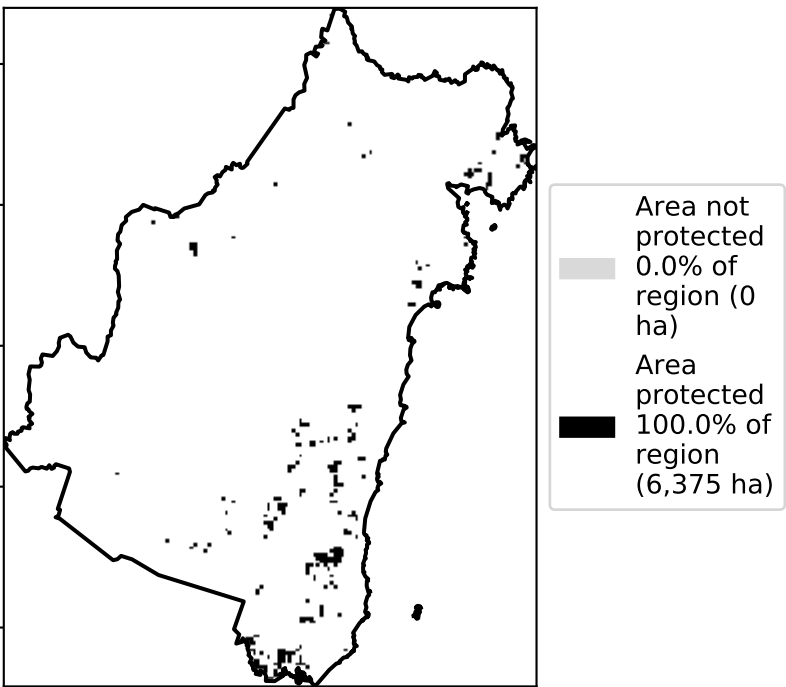 Area not
protected
0.0% of
region (0
ha)
Area
protected
100.0% of
region
(6,375 ha)